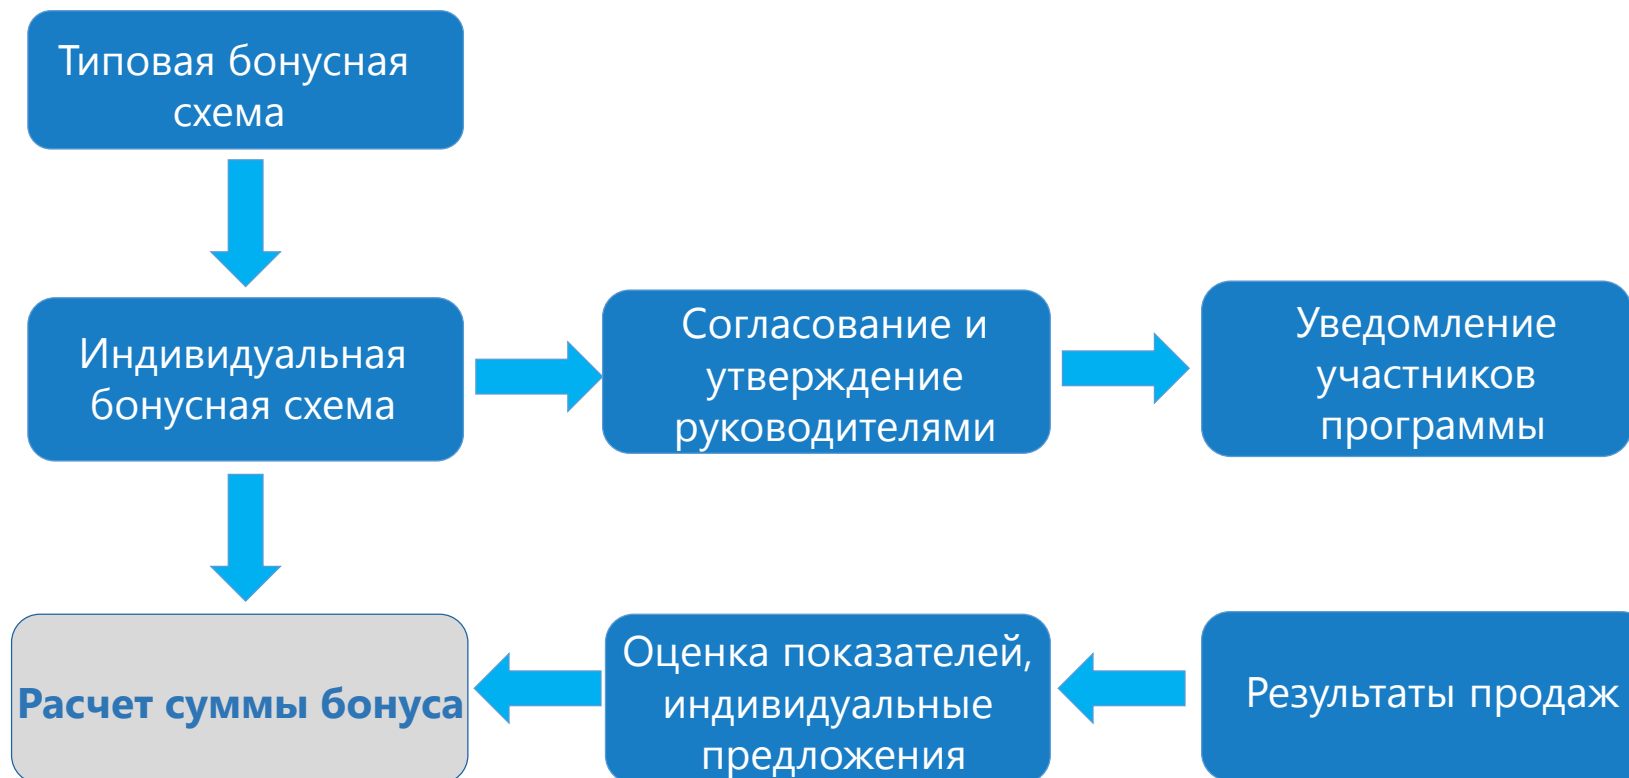 Типовая бонусная
схема
Индивидуальная
бонусная схема
Согласование и
утверждение
руководителями
Уведомление
участников
программы
Расчет суммы бонуса
Оценка показателей,
индивидуальные
предложения
Результаты продаж